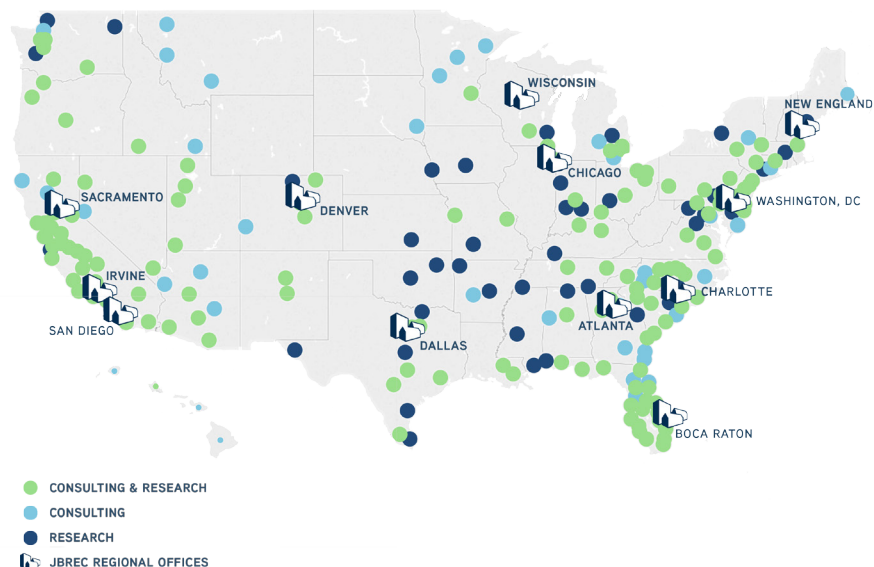 WISCONSIN
NEW ENGLAND
CHICAGO
SACRAMENTO
WASHINGTON, DC
DENVER
IRVINE
CHARLOTTE
SAN DIEGO
ATLANTA
DALLAS
BOCA RATON
CONSULTING & RESEARCH
CONSULTING
RESEARCH
JBREC REGIONAL OFFICES